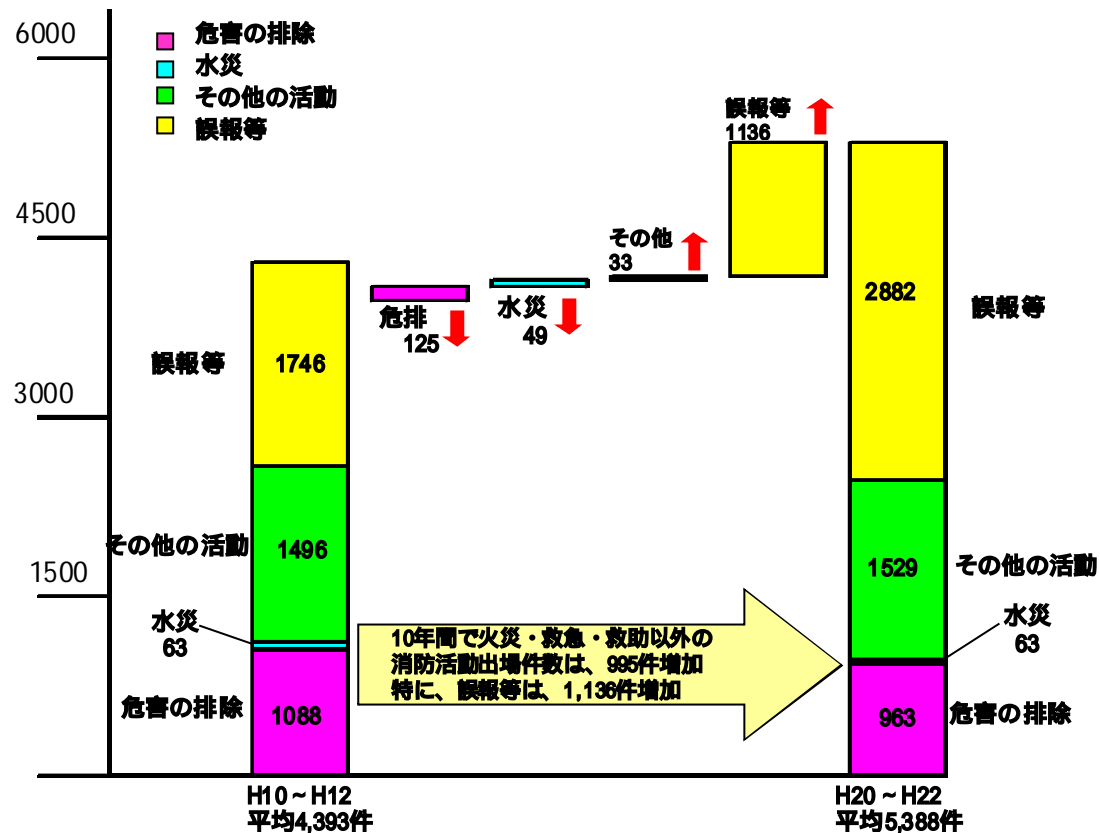 6000
4500
3000
1500
危害の排除
水災
その他の活動
誤報等
誤報等
1136
その他
33
危排
125
水災
49
誤報等
1746
その他の活動
1496
水災
63
危害の排除
1088
2882
誤報等
1529
その他の活動
水災
63
963
危害の排除
10年間で火災・救急・救助以外の
消防活動出場件数は、995件増加
特に、誤報等は、1,136件増加
H10～H12
平均4,393件
H20～H22
平均5,388件